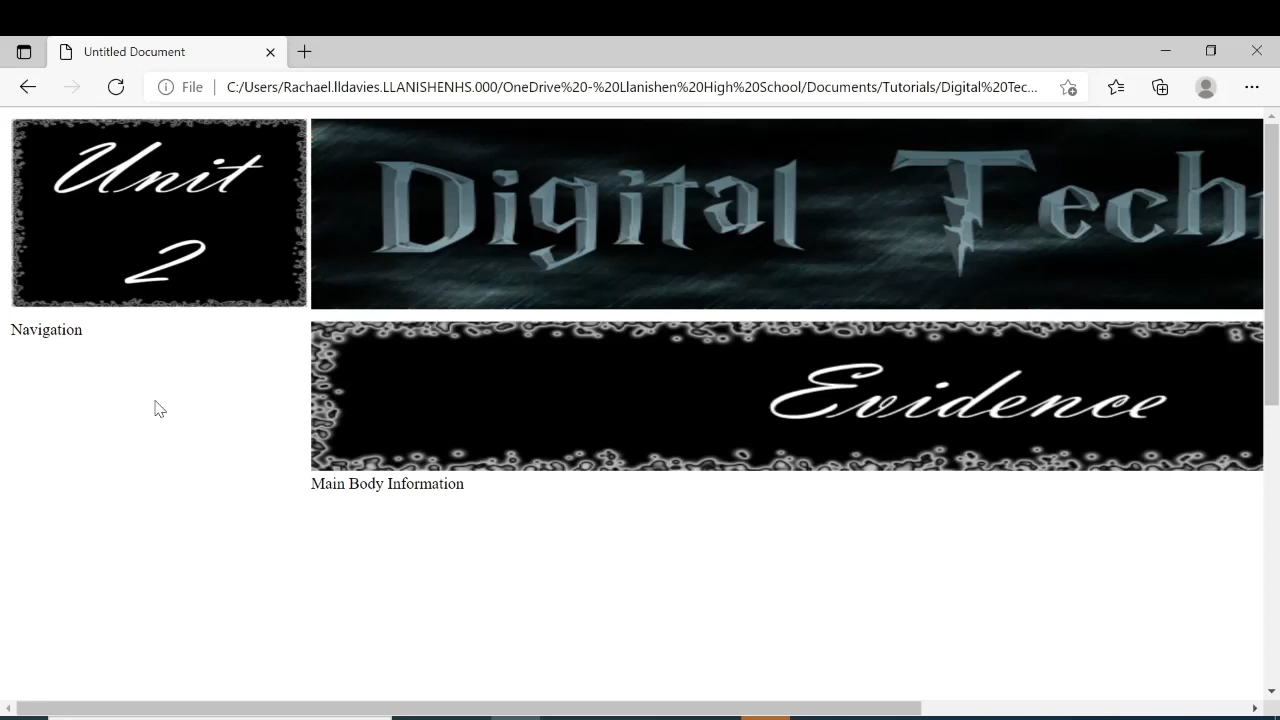 Untitled Document
File
C:/Users/Rachael.lldavies.LLANISHENHS.000/OneDrive%20-%20Llanishen%20High%20School/Documents/Tutorials/Digital%20Tec...
Unit
2
Digital Techn
Navigation
Evidence
Main Body Information